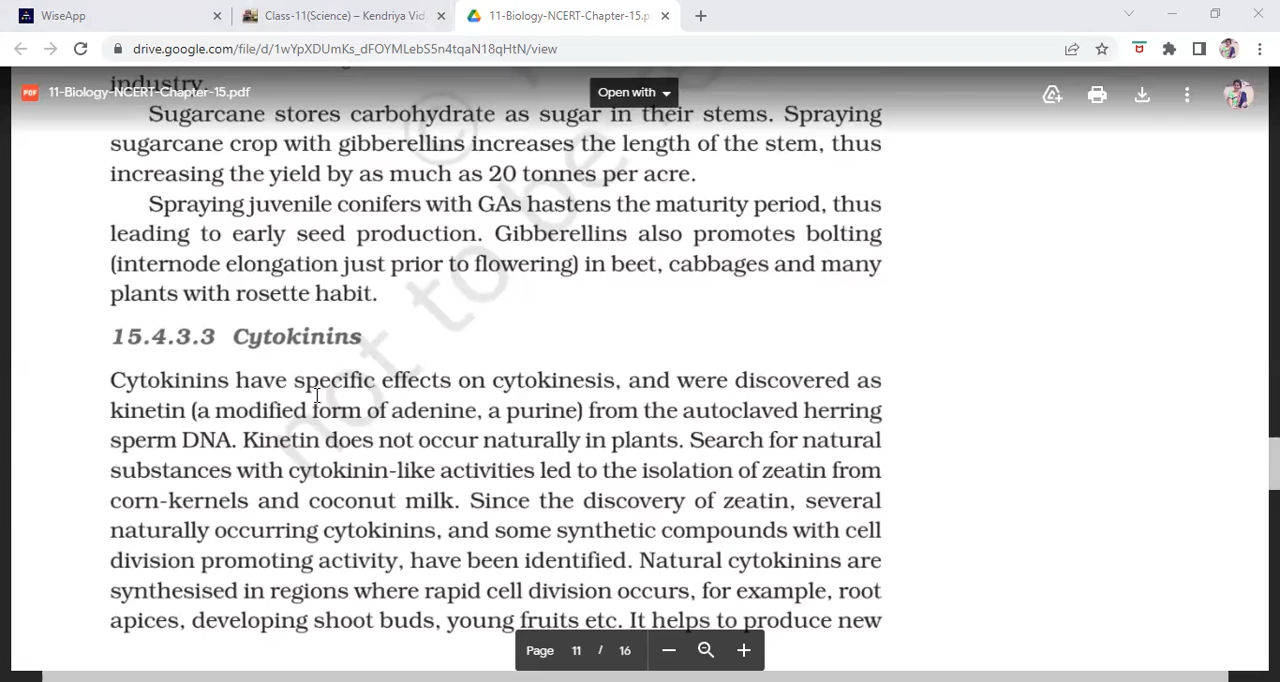 WiseApp
Class-11(Science) – Kendriya Vid
11-Biology-NCERT-Chapter-15.p
drive.google.com/file/d/1wYpXDUmKs_dFOYMLebS5n4tqaN18qHtN/view
industry.
11-Biology-NCERT-Chapter-15.pdf
Open with
Sugarcane stores carbohydrate as sugar in their stems. Spraying
sugarcane crop with gibberellins increases the length of the stem, thus
increasing the yield by as much as 20 tonnes per acre.
Spraying juvenile conifers with GAs hastens the maturity period, thus
leading to early seed production. Gibberellins also promotes bolting
(internode elongation just prior to flowering) in beet, cabbages and many
plants with rosette habit.
15.4.3.3 Cytokinins
Cytokinins have specific effects on cytokinesis, and were discovered as
kinetin (a modified form of adenine, a purine) from the autoclaved herring
sperm DNA. Kinetin does not occur naturally in plants. Search for natural
substances with cytokinin-like activities led to the isolation of zeatin from
corn-kernels and coconut milk. Since the discovery of zeatin, several
naturally occurring cytokinins, and some synthetic compounds with cell
division promoting activity, have been identified. Natural cytokinins are
synthesised in regions where rapid cell division occurs, for example, root
apices, developing shoot buds, young fruits etc. It helps to produce new
Page 11 / 16
not to be